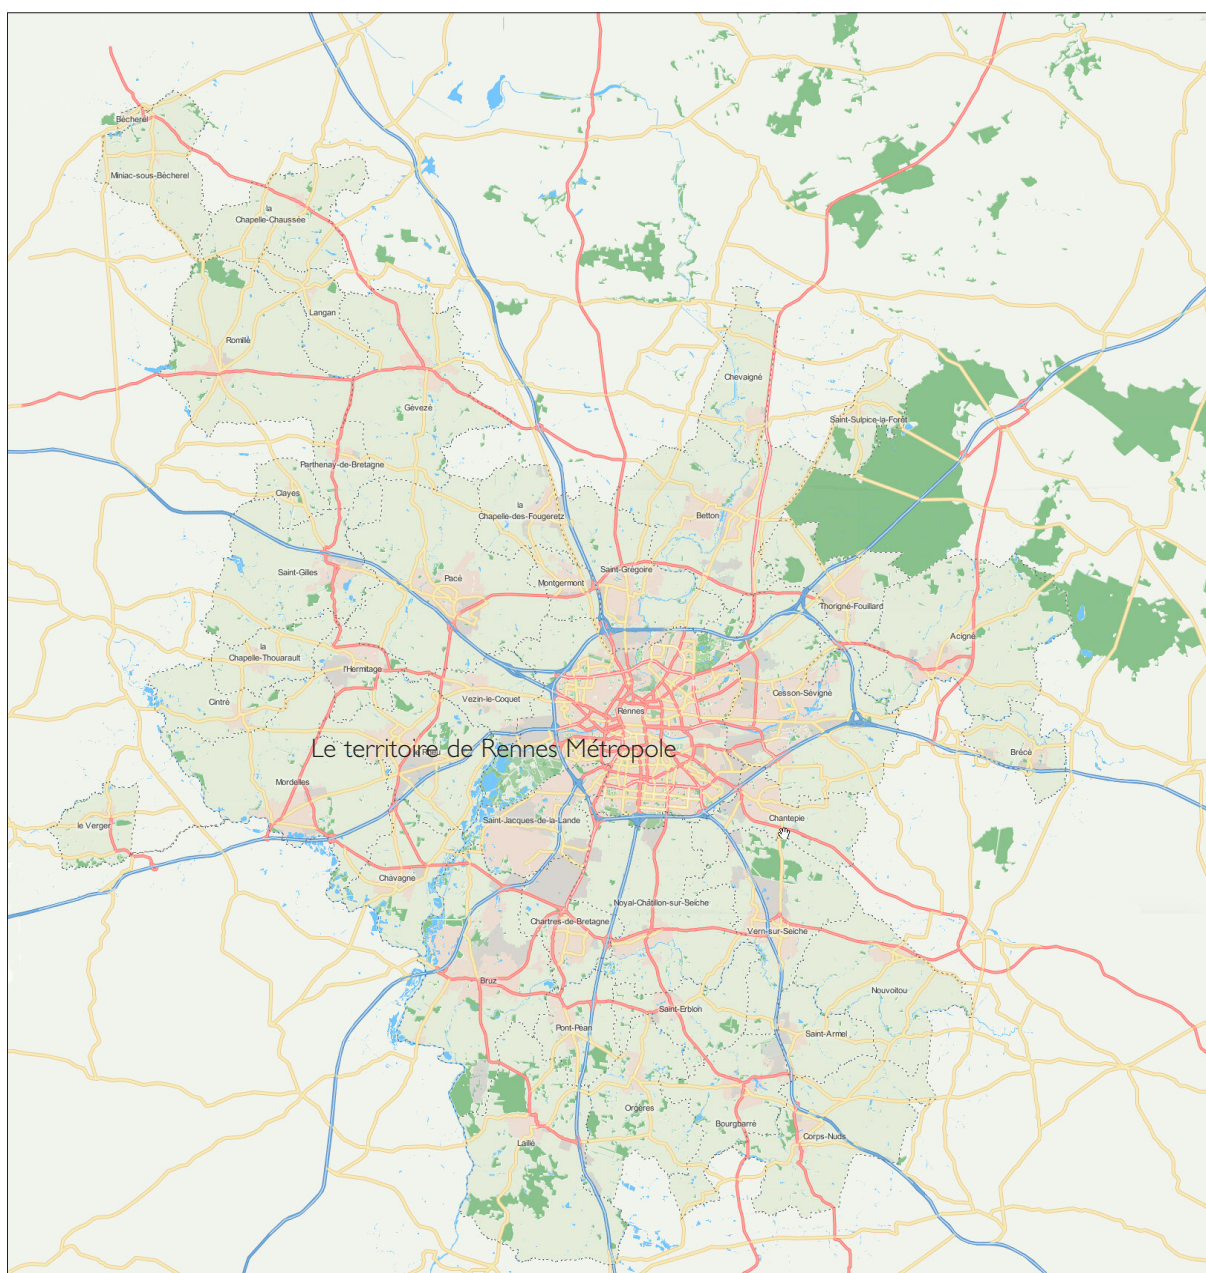 Bécherel
Miniac-sous-Bécherel
la
Chapelle-Chaussée
Langan
Romillé
Chevaigné
Gévezé
Saint-Sulpice-la-Forêt
Parthenay-de-Bretagne
Clayes
la
Chapelle-des-Fougeretz
Betton
Saint-Gilles
Pacé
Montgermont
Saint-Grégoire
Thorigné-Fouillard
Acigné
la
Chapelle-Thouarault
l'Hermitage
Vezin-le-Coquet
Cesson-Sévigné
Cintré
Rennes
Le territoire de Rennes Métropole
Brécé
Mordelles
le Verger
Saint-Jacques-de-la-Lande
Chantepie
Chavagne
Noyal-Châtillon-sur-Seiche
Chartres-de-Bretagne
Vern-sur-Seiche
Bruz
Nouvoitou
Saint-Erblon
Pont-Péan
Saint-Armel
Orgères
Bourgbarré
Corps-Nuds
Laillé